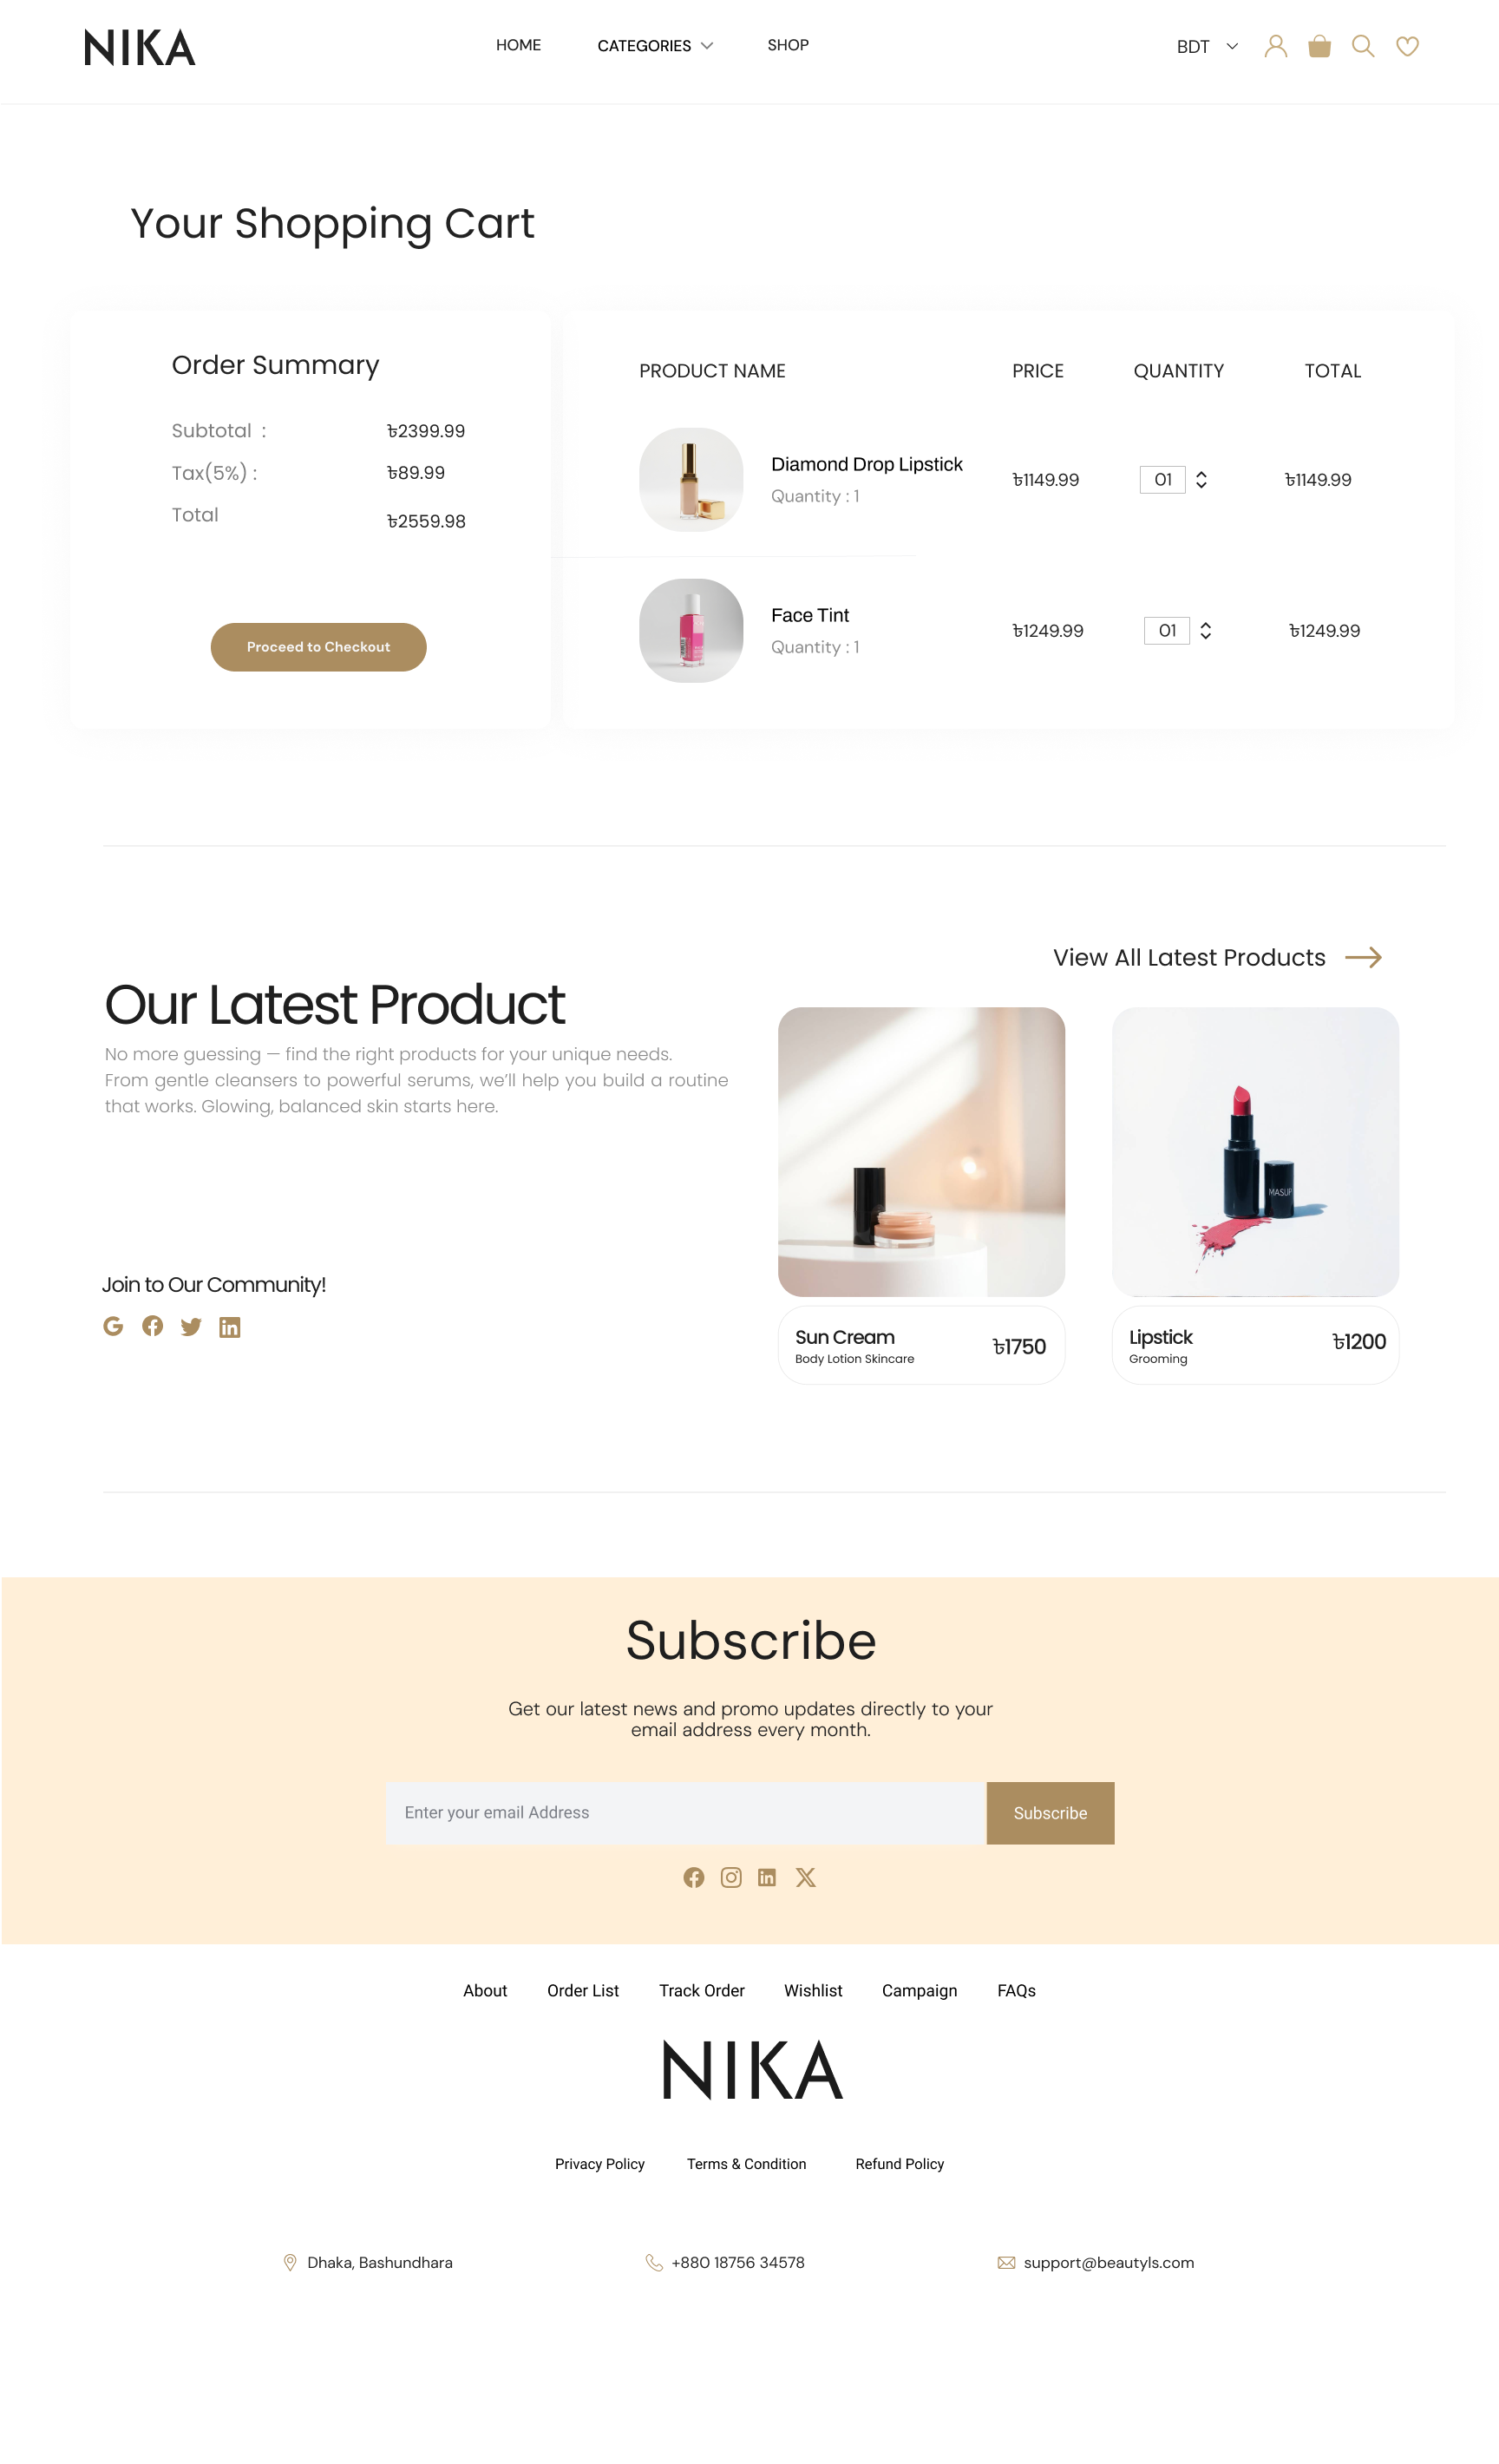 NIKA
HOME
CATEGORIES
SHOP
BDT
Your Shopping Cart
Order Summary
Subtotal :
৳2399.99
Tax(5%) :
৳89.99
Total
৳2559.98
Proceed to Checkout
PRODUCT NAME
PRICE
QUANTITY
TOTAL
Diamond Drop Lipstick
Quantity : 1
৳1149.99
01
৳1149.99
Face Tint
Quantity : 1
৳1249.99
01
৳1249.99
View All Latest Products
Our Latest Product
No more guessing — find the right products for your unique needs.
From gentle cleansers to powerful serums, we’ll help you build a routine
that works. Glowing, balanced skin starts here.
Join to Our Community!
MASUP
Sun Cream
Body Lotion Skincare
৳1750
Lipstick
Grooming
৳1200
Subscribe
Get our latest news and promo updates directly to your
email address every month.
Enter your email Address
Subscribe
About
Order List
Track Order
Wishlist
Campaign
FAQs
NIKA
Privacy Policy
Terms & Condition
Refund Policy
Dhaka, Bashundhara
+880 18756 34578
support@beautyls.com